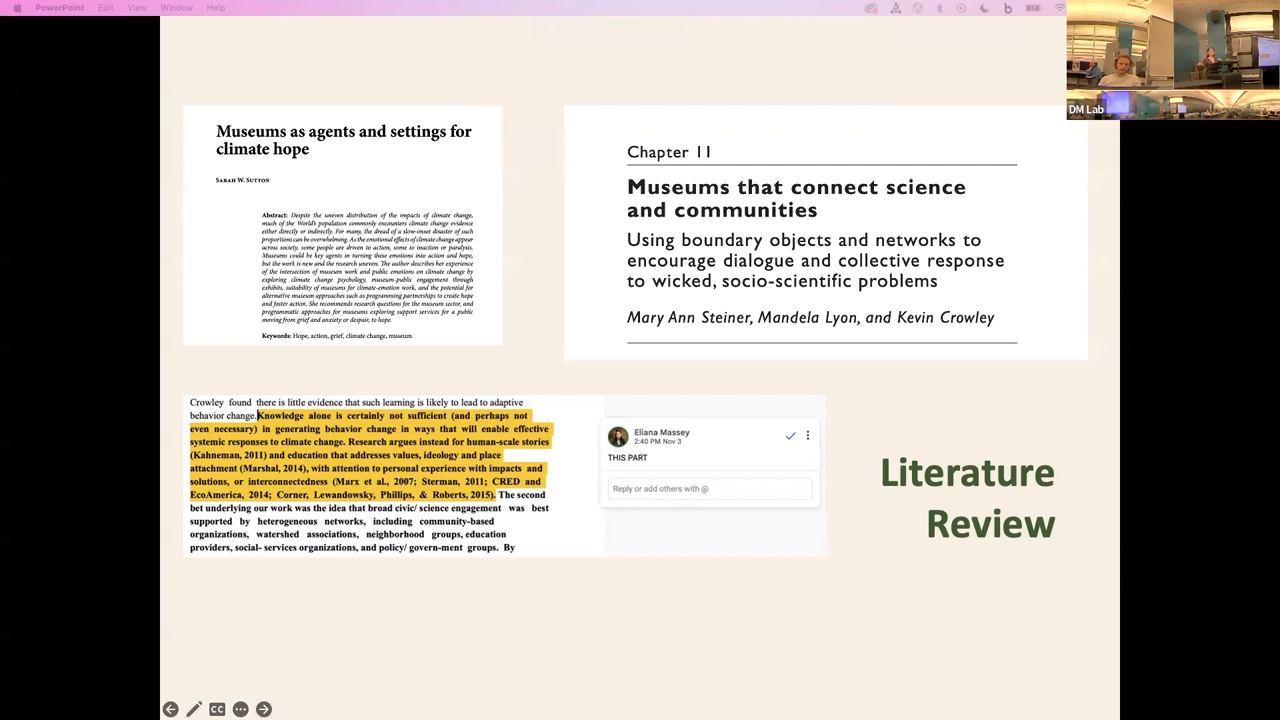 PowerPoint Edit View Window Help
DM Lab
Museums as agents and settings for
climate hope
SARAH W. SUTTON
Abstract: Despite the uneven distribution of the impacts of climate change,
much of the World's population commonly encounters climate change evidence
either directly or indirectly. For many, the dread of a slow-onset disaster of such
proportions can be overwhelming. As the emotional effects of climate change appear
across society, some people are driven to action, some to inaction or paralysis.
Museums could be key agents in turning these emotions into action and hope,
but the work is new and the research uneven. The author describes her experience
of the intersection of museum work and public emotions on climate change by
exploring climate change psychology, museum-public engagement through
exhibits, suitability of museums for climate-emotion work, and the potential for
alternative museum approaches such as programming partnerships to create hope
and foster action. She recommends research questions for the museum sector, and
programmatic approaches for museums exploring support services for a public
moving from grief and anxiety or despair, to hope.
Keywords: Hope, action, grief, climate change, museum.
Chapter 11
Museums that connect science
and communities
Using boundary objects and networks to
encourage dialogue and collective response
to wicked, socio-scientific problems
Mary Ann Steiner, Mandela Lyon, and Kevin Crowley
Crowley found there is little evidence that such learning is likely to lead to adaptive
behavior change. Knowledge alone is certainly not sufficient (and perhaps not
even necessary) in generating behavior change in ways that will enable effective
systemic responses to climate change. Research argues instead for human-scale stories
(Kahneman, 2011) and education that addresses values, ideology and place
attachment (Marshal, 2014), with attention to personal experience with impacts and
solutions, or interconnectedness (Marx et al., 2007; Sterman, 2011; CRED and
EcoAmerica, 2014; Corner, Lewandowsky, Phillips, & Roberts, 2015). The second
bet underlying our work was the idea that broad civic/ science engagement was best
supported by heterogeneous networks, including community-based
organizations, watershed associations, neighborhood groups, education
providers, social- services organizations, and policy/ govern-ment groups. By
Eliana Massey
2:40 PM Nov 3
THIS PART
Reply or add others with @
Literature
Review
CC